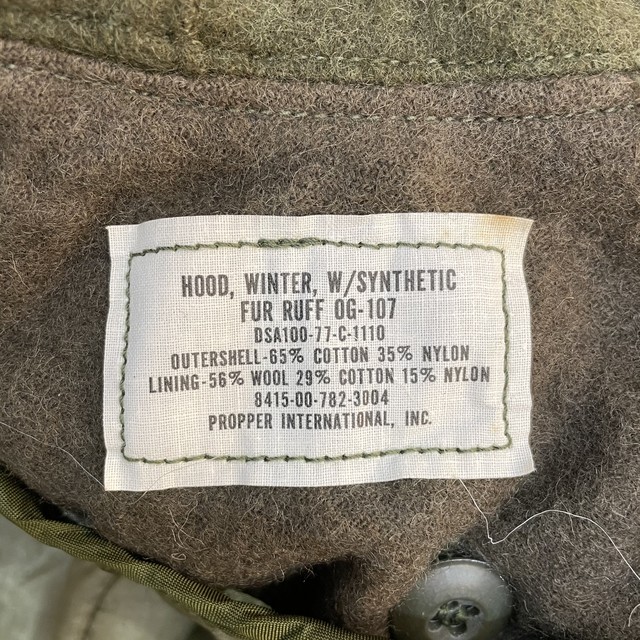 HOOD, WINTER, W/SYNTHETIC
FUR RUFF OG-107
DSA100-77-C-1110
OUTERSHELL-65% COTTON 35% NYLON
LINING-56% WOOL 29% COTTON 15% NYLON
8415-00-782-3004
PROPPER INTERNATIONAL, INC.